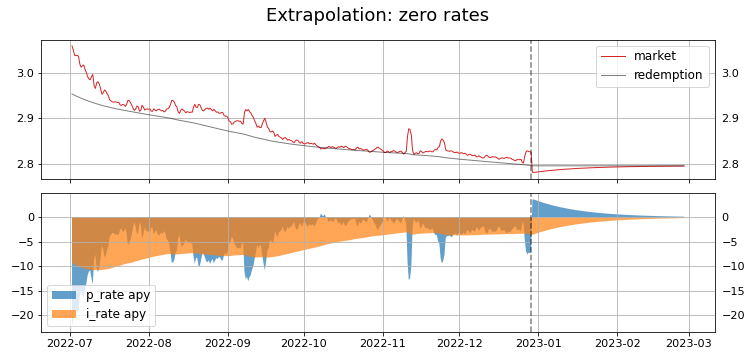 Extrapolation: zero rates
market
redemption
3.0
2.9
2.8
3.0
2.9
2.8
0
−5
−10
−15
−20
0
−5
−10
−15
−20
p_rate apy
i_rate apy
2022-07 2022-08 2022-09 2022-10 2022-11 2022-12 2023-01 2023-02 2023-03